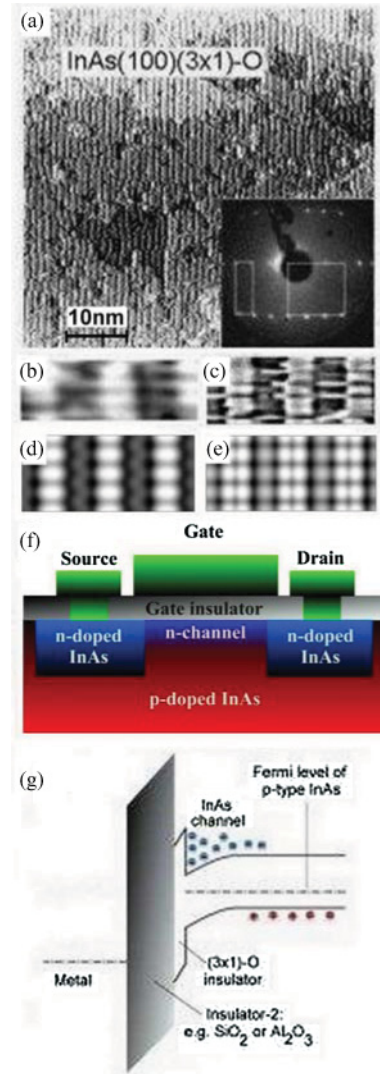 (a)
InAs(100)(3x1)-O
10nm
(b)
(c)
(d)
(e)
(f)
Gate
Source
Drain
Gate insulator
n-doped
InAs
n-channel
n-doped
InAs
p-doped InAs
(g)
Fermi level of
p-type InAs
InAs
channel
(3x1)-O
insulator
Metal
Insulator-2:
e.g. SiO₂ or Al₂O₃